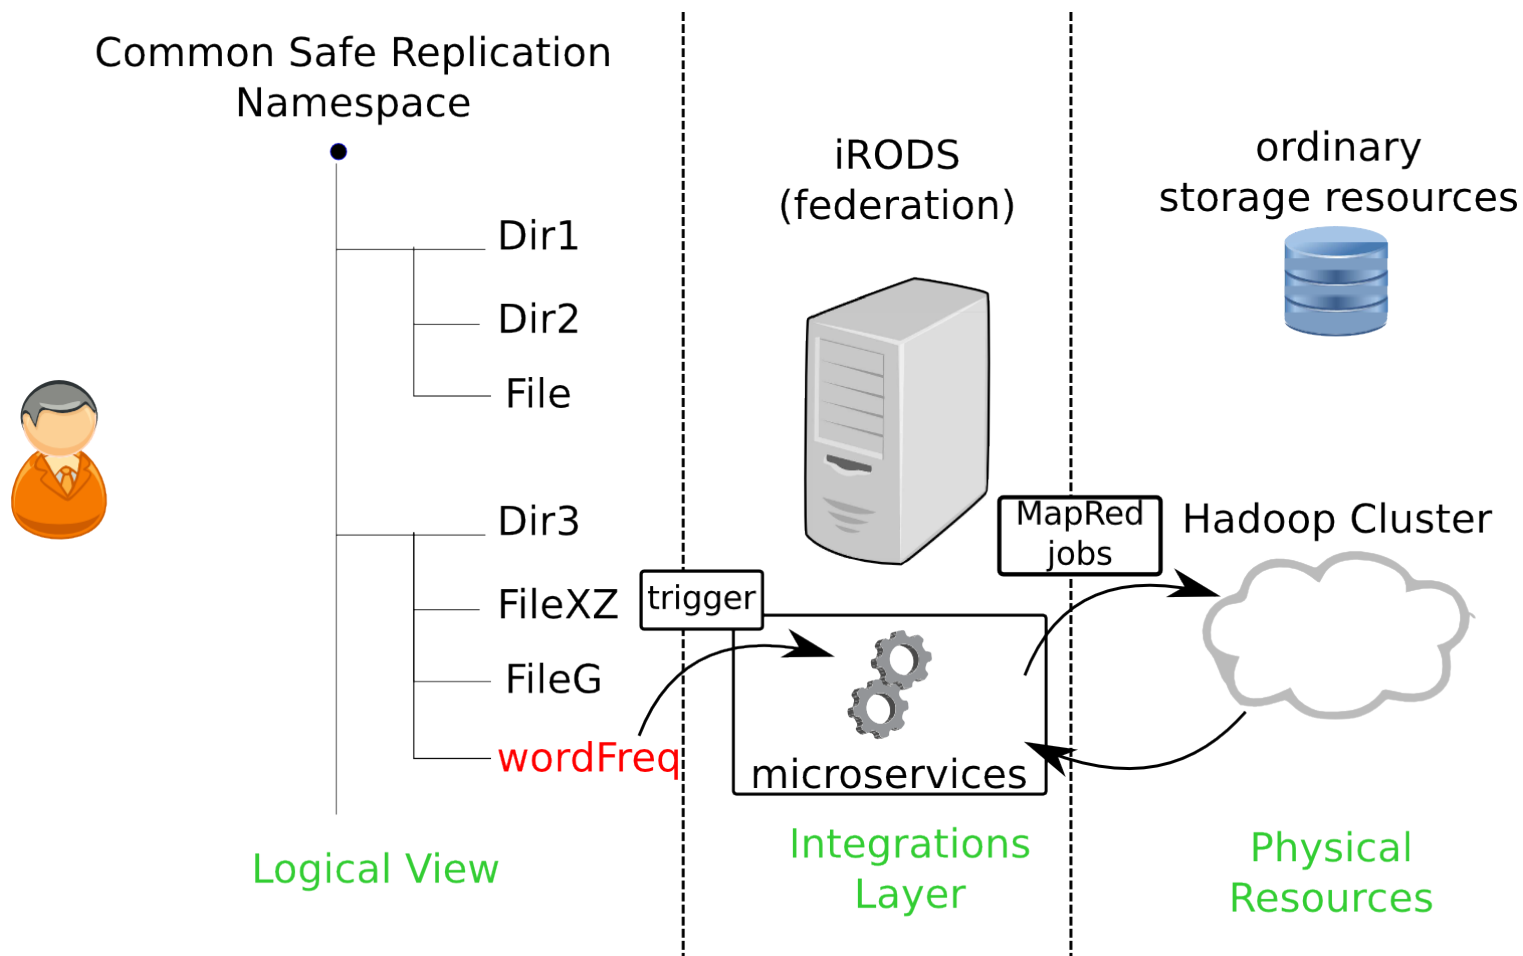 Common Safe Replication
Namespace
Dir1
Dir2
File
Dir3
FileXZ
FileG
wordFreq
Logical View
iRODS
(federation)
trigger
microservices
Integrations
Layer
MapRed
jobs
ordinary
storage resources
Hadoop Cluster
Physical
Resources